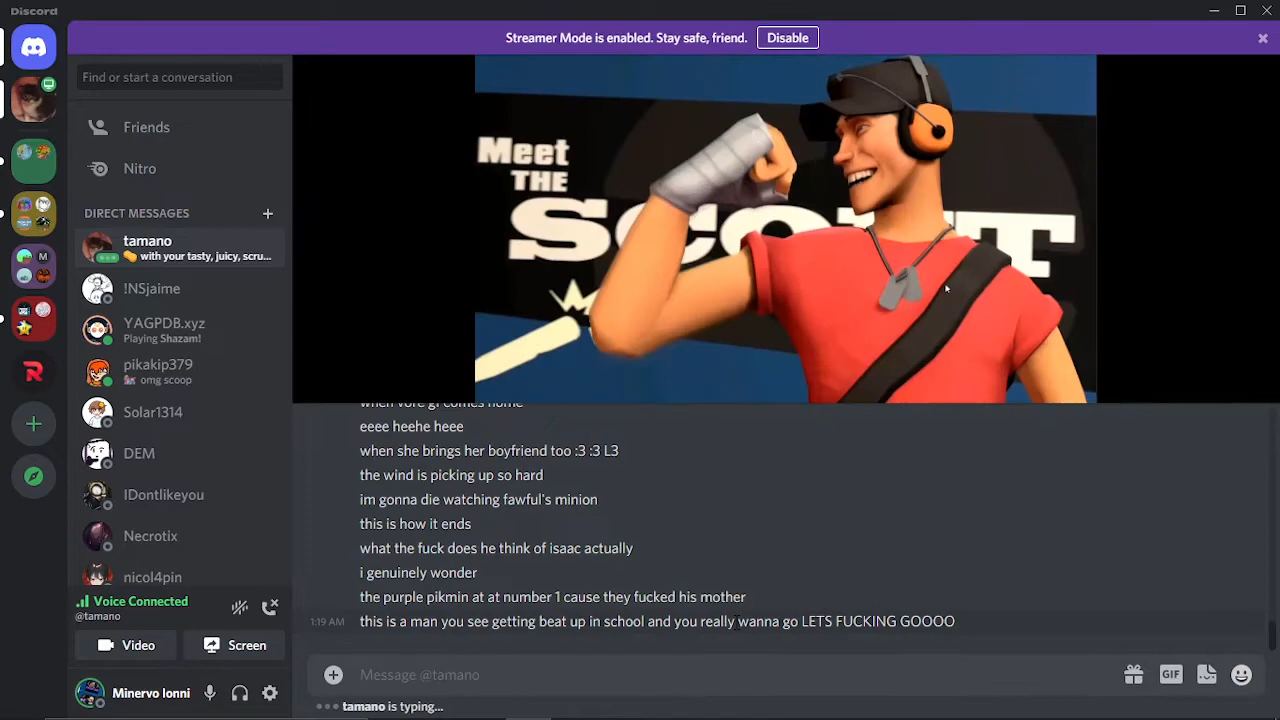 Discord
Streamer Mode is enabled. Stay safe, friend.
Disable
Find or start a conversation
Friends
Nitro
DIRECT MESSAGES
tamano
with your tasty, juicy, scru...
!NSjaime
YAGPDB.xyz
Playing Shazam!
pikakip379
omg scoop
Solar1314
DEM
IDontlikeyou
Necrotix
nicol4pin
Voice Connected
@tamano
Video
Screen
Minervo Ionni
Meet
THE
SCOUT
eeee heehe heee
when she brings her boyfriend too :3 :3 L3
the wind is picking up so hard
im gonna die watching fawful's minion
this is how it ends
what the fuck does he think of isaac actually
i genuinely wonder
the purple pikmin at at number 1 cause they fucked his mother
1:19 AM this is a man you see getting beat up in school and you really wanna go LETS FUCKING GOOOO
Message @tamano
GIF
tamano is typing...